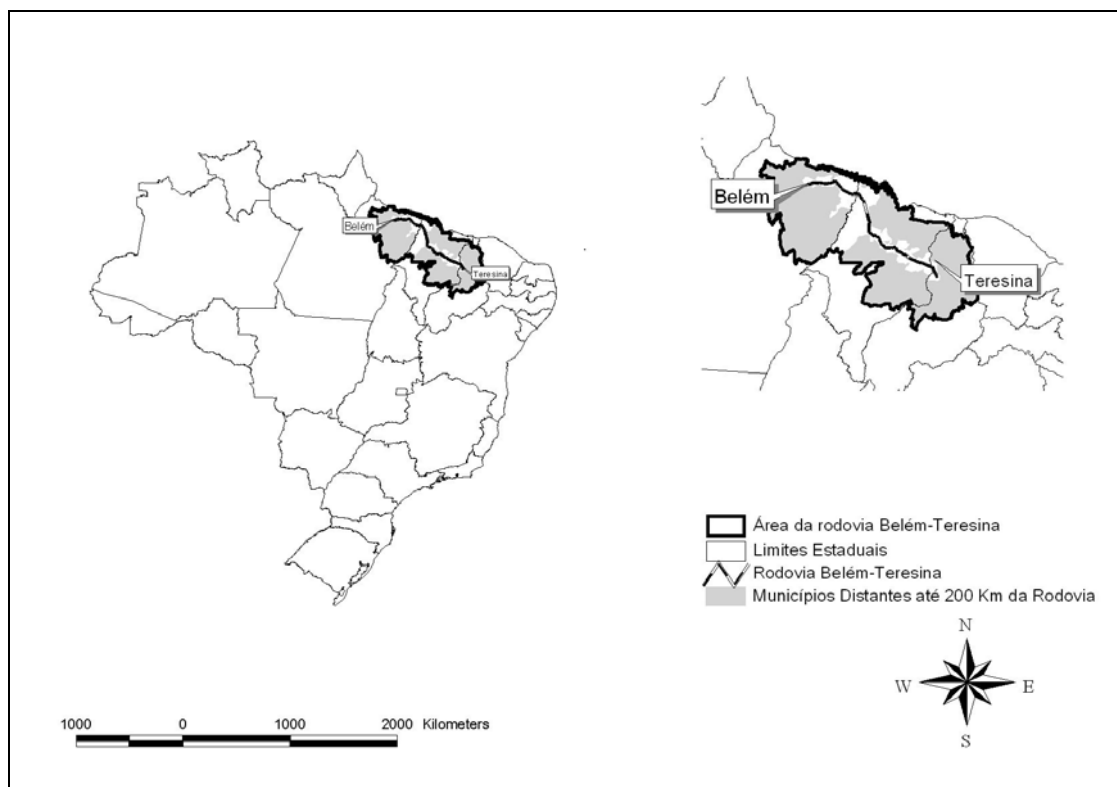 Belém
Teresina
Belém
Teresina
Área da rodovia Belém-Teresina
Limites Estaduais
Rodovia Belém-Teresina
Municípios Distantes até 200 Km da Rodovia
N
W E
S
1000 0 1000 2000 Kilometers